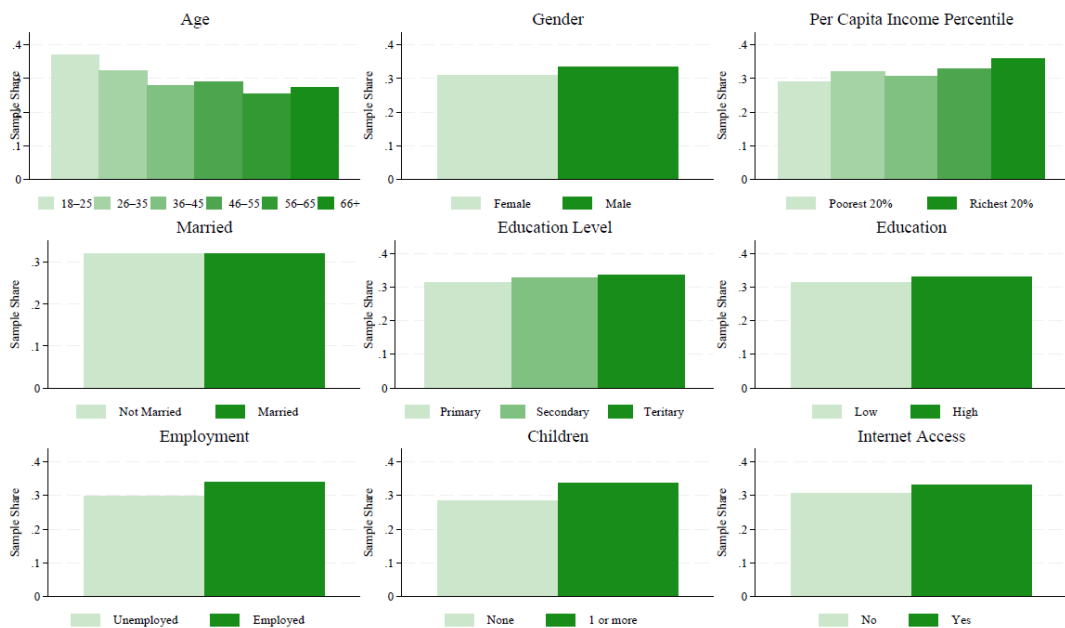 Age
Sample Share
.4
.3
.2
.1
0
18–25 26–35 36–45 46–55 56–65 66+
Gender
Sample Share
.4
.3
.2
.1
0
Female Male
Per Capita Income Percentile
Sample Share
.4
.3
.2
.1
0
Poorest 20% Richest 20%
Married
Sample Share
.3
.2
.1
0
Not Married Married
Education Level
Sample Share
.4
.3
.2
.1
0
Primary Secondary Teritary
Education
Sample Share
.4
.3
.2
.1
0
Low High
Employment
Sample Share
.4
.3
.2
.1
0
Unemployed Employed
Children
Sample Share
.4
.3
.2
.1
0
None 1 or more
Internet Access
Sample Share
.4
.3
.2
.1
0
No Yes